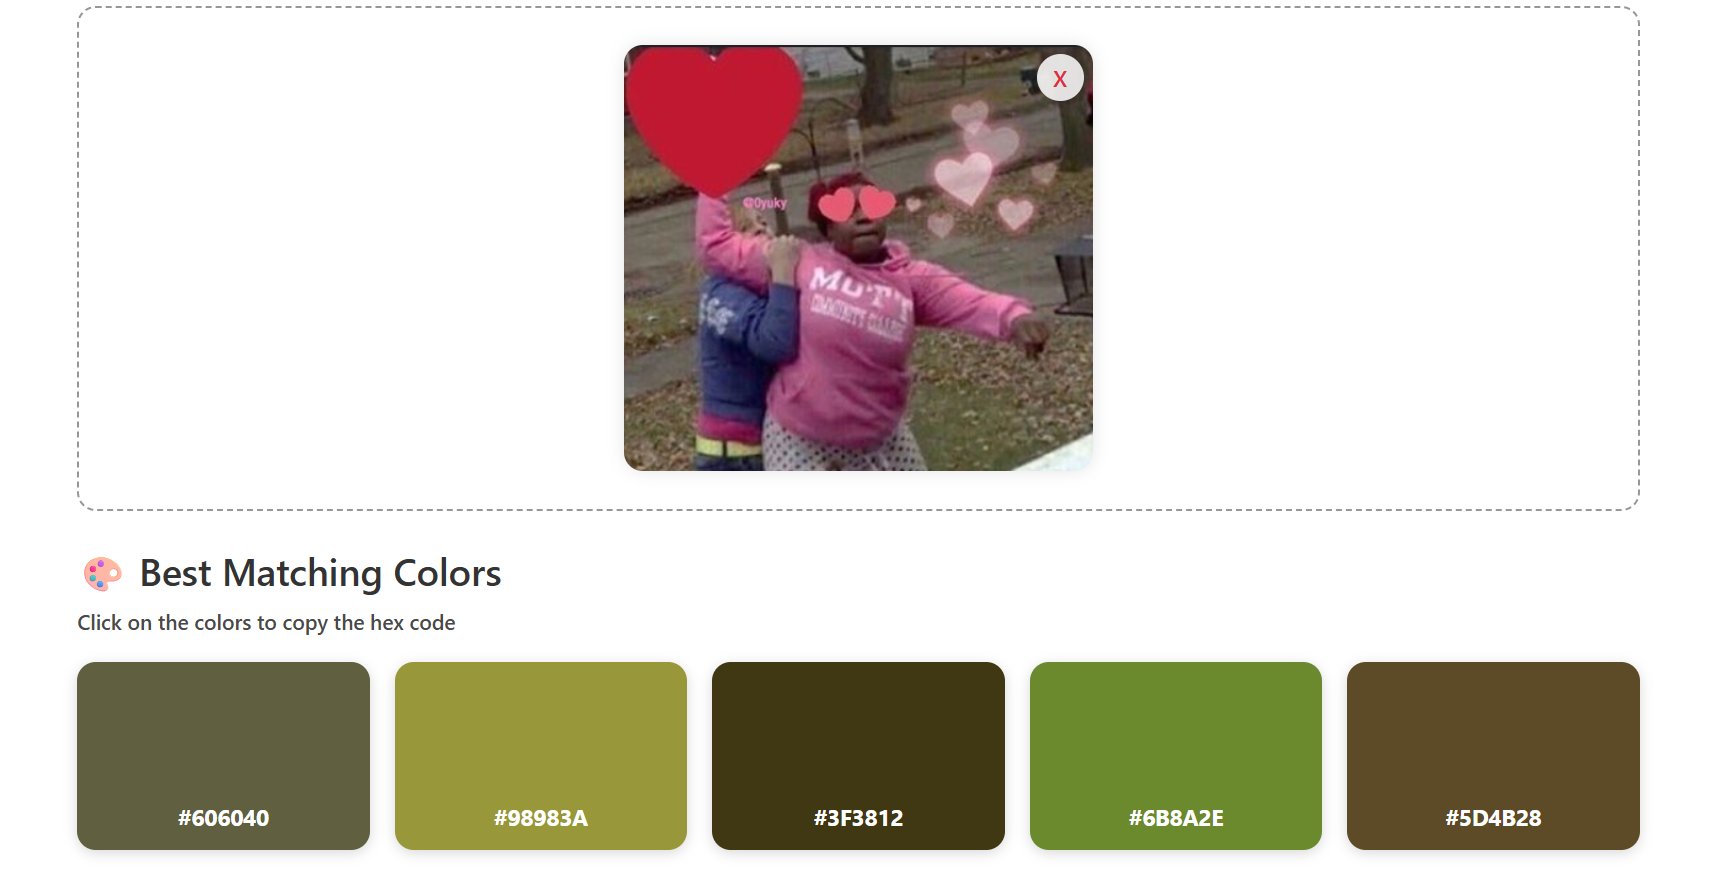 X
@0yuky
MOTT
COMMUNITY COLLEGE
Best Matching Colors
Click on the colors to copy the hex code
#606040
#98983A
#3F3812
#6B8A2E
#5D4B28